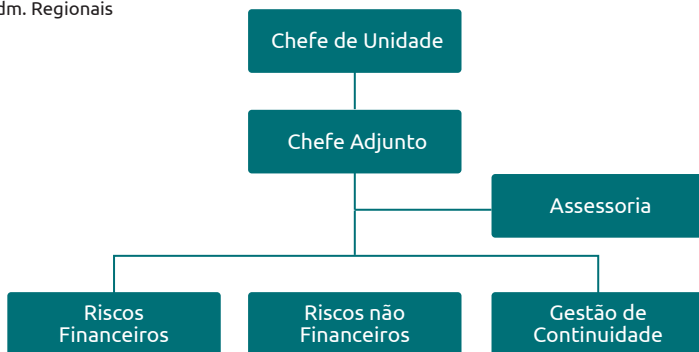 dm. Regionais
Chefe de Unidade
Chefe Adjunto
Assessoria
Riscos
Financeiros
Riscos não
Financeiros
Gestão de
Continuidade